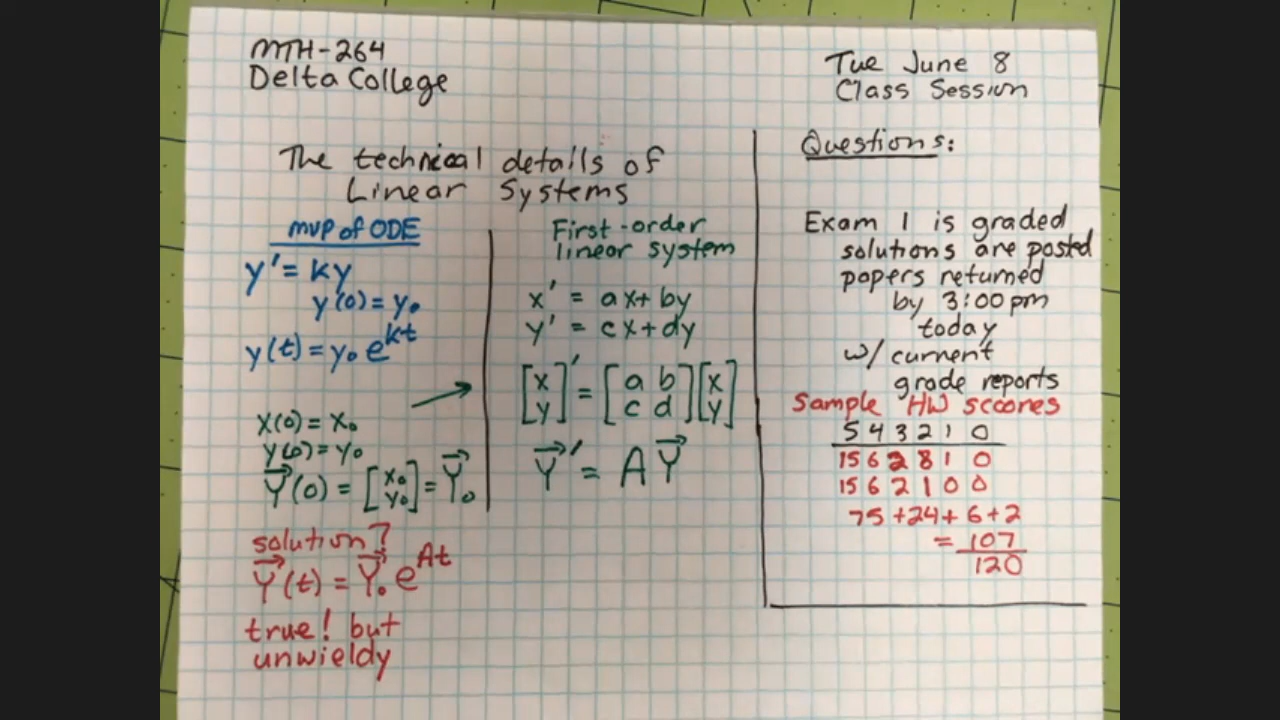 MTH-264
Delta College
Tue June 8
Class Session
The technical details of
Linear Systems
mvp of ODE
y' = ky
y(0) = y₀
y(t) = y₀ e^{kt}
x(0) = x₀
y(0) = y₀
Y⃗(0) = [x₀ y₀] = Y⃗₀
solution?
Y⃗(t) = Y⃗₀ e^{At}
true! but
unwieldy
First-order
linear system
x' = ax + by
y' = cx + dy
[x y]' = [a b c d][x y]
Y⃗' = A Y⃗
Questions:
Exam 1 is graded
solutions are posted
papers returned
by 3:00pm
today
w/ current
grade reports
Sample HW scores
5 4 3 2 1 0
15 6 2 8 1 0
15 6 2 1 0 0
75 + 24 + 6 + 2
= 107
120